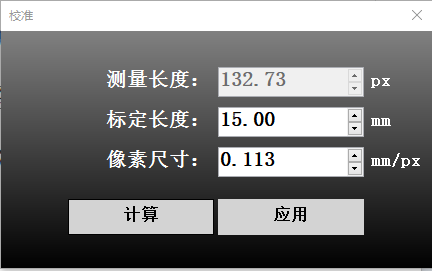 校准
测量长度： 132.73 px
标定长度： 15.00 mm
像素尺寸： 0.113 mm/px
计算 应用